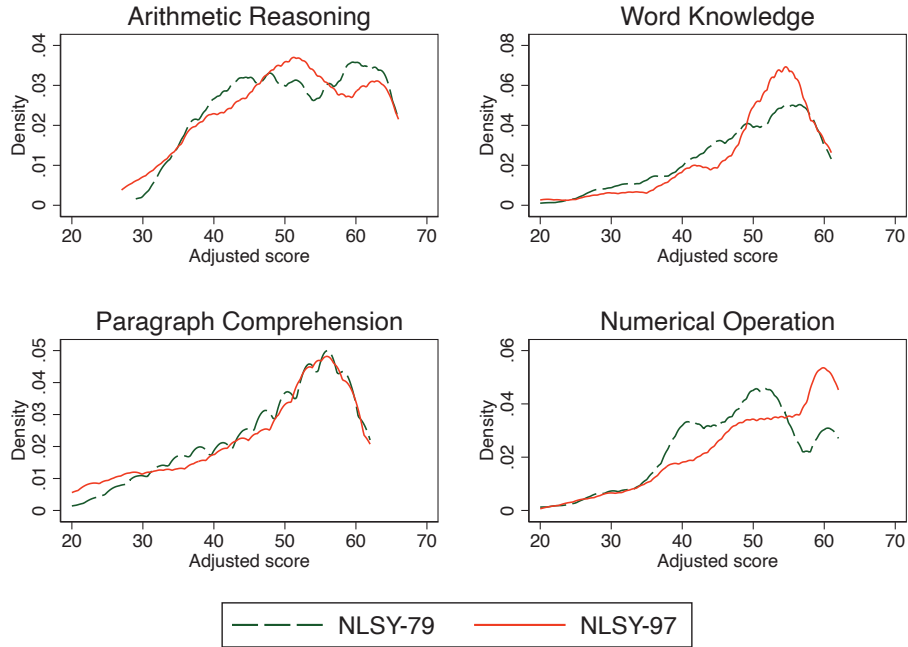 Arithmetic Reasoning
Density
0 .01 .02 .03 .04
20 30 40 50 60 70
Adjusted score
Word Knowledge
Density
0 .02 .04 .06 .08
20 30 40 50 60 70
Adjusted score
Paragraph Comprehension
Density
0 .01 .02 .03 .04 .05
20 30 40 50 60 70
Adjusted score
Numerical Operation
Density
0 .02 .04 .06
20 30 40 50 60 70
Adjusted score
NLSY-79 NLSY-97